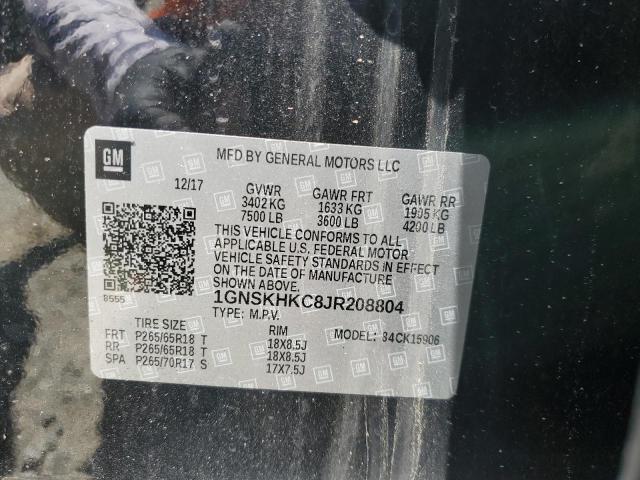 GM
MFD BY GENERAL MOTORS LLC
12/17 GVWR GAWR FRT GAWR RR
3402 KG 1633 KG 1905 KG
7500 LB 3600 LB 4200 LB
THIS VEHICLE CONFORMS TO ALL
APPLICABLE U.S. FEDERAL MOTOR
VEHICLE SAFETY STANDARDS IN EFFECT
ON THE DATE OF MANUFACTURE
SHOWN ABOVE.
8555
1GNSKHKC8JR208804
TYPE: M.P.V.
TIRE SIZE RIM MODEL: 84CK15906
FRT P265/65R18 T 18X8.5J
RR P265/65R18 T 18X8.5J
SPA P265/70R17 S 17X7.5J